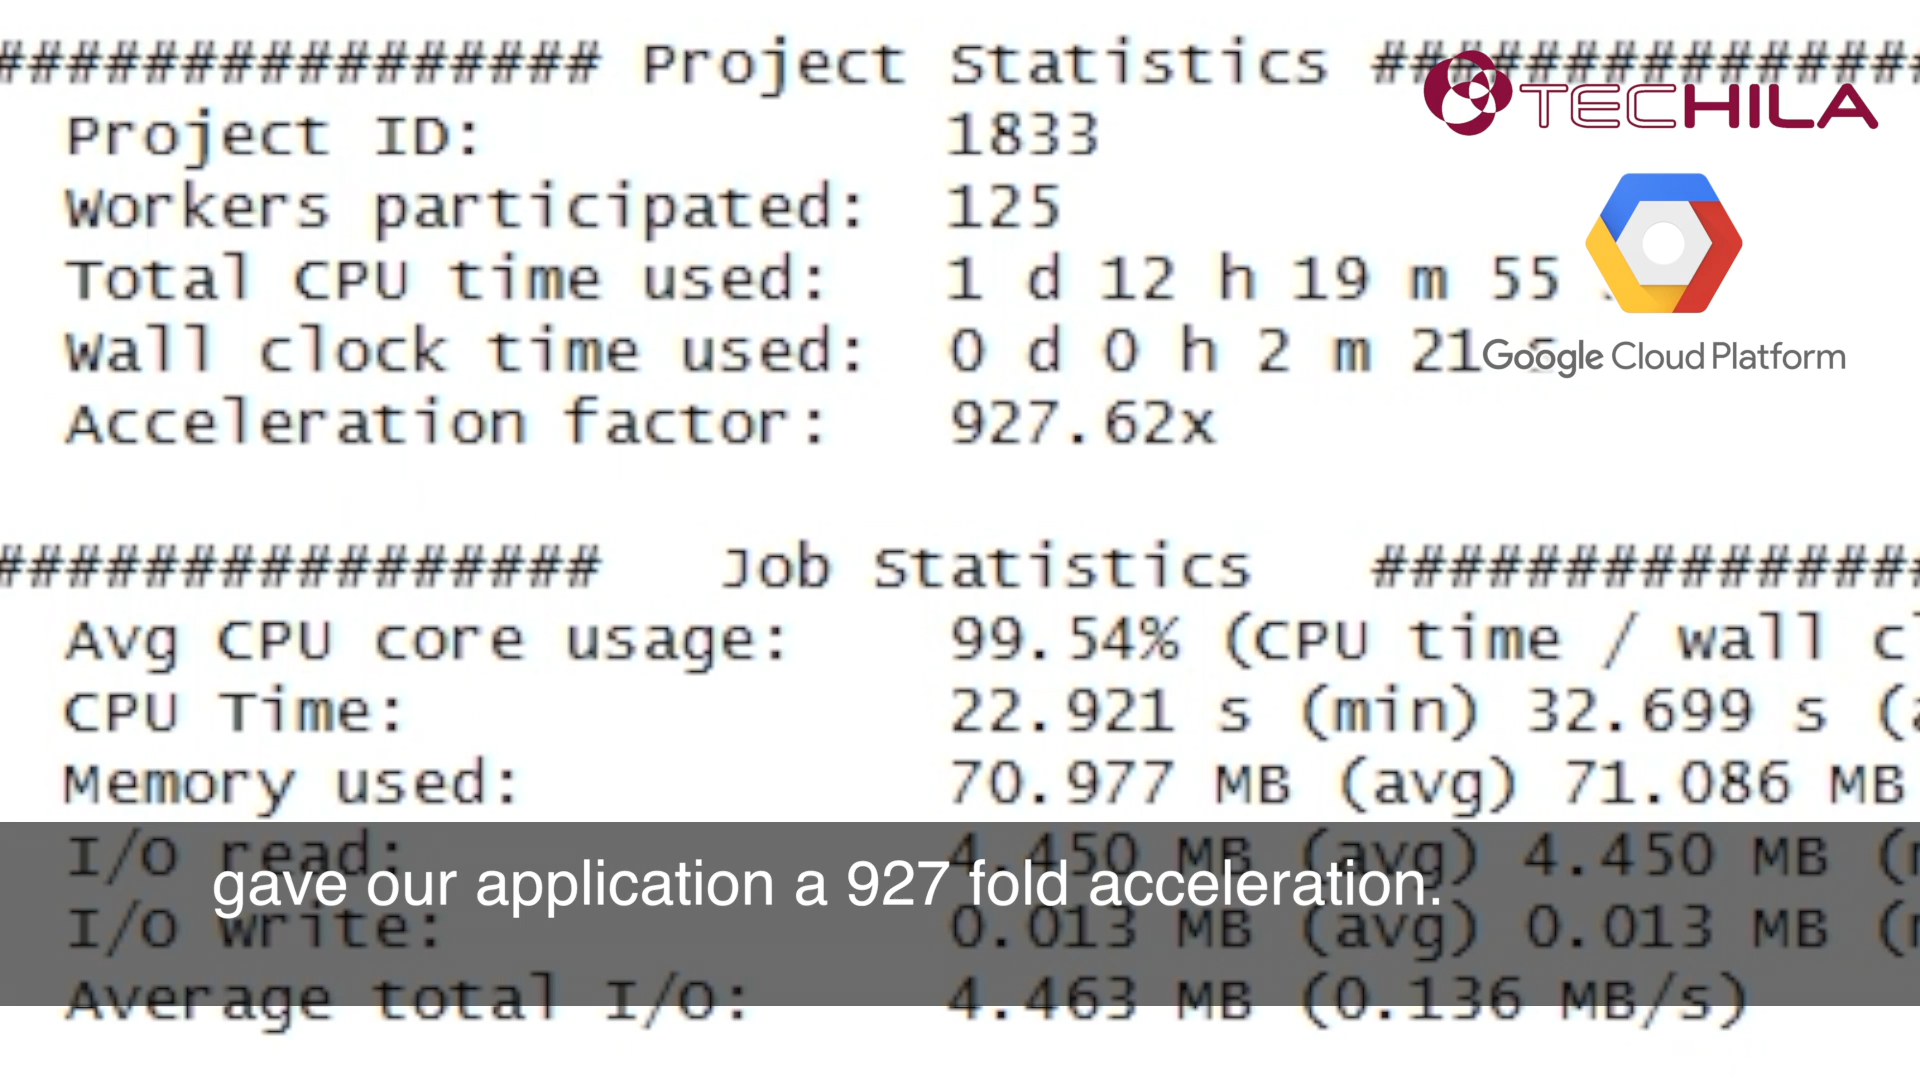 ################ Project Statistics ###############
TECHILA
Project ID: 1833
Workers participated: 125
Total CPU time used: 1 d 12 h 19 m 55
Wall clock time used: 0 d 0 h 2 m 21 s
Google Cloud Platform
Acceleration factor: 927.62x
################ Job Statistics ###############
Avg CPU core usage: 99.54% (CPU time / wall cl
CPU Time: 22.921 s (min) 32.699 s (a
Memory used: 70.977 MB (avg) 71.086 MB
I/O read: 4.450 MB (avg) 4.450 MB (m
gave our application a 927 fold acceleration.
I/O write: 0.013 MB (avg) 0.013 MB (m
Average total I/O: 4.463 MB (0.136 MB/s)